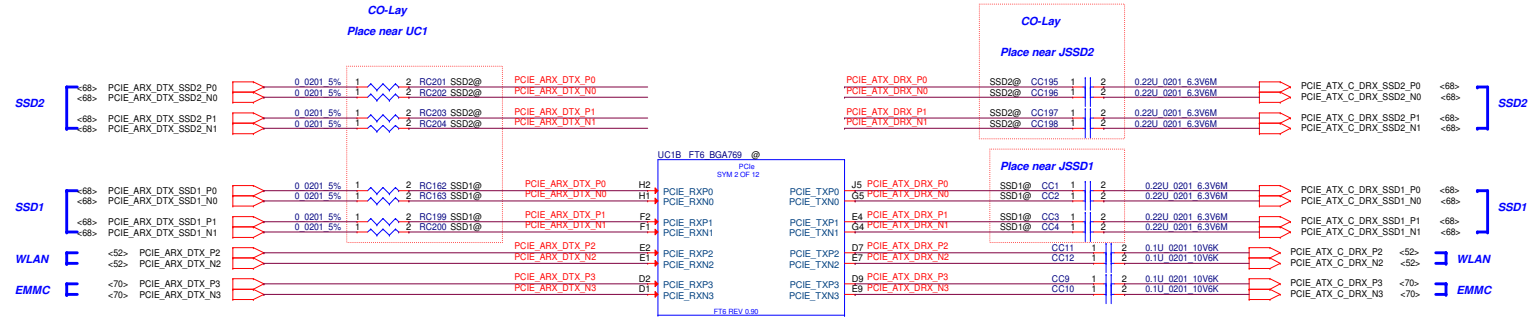 CO-Lay
Place near UC1
CO-Lay
Place near JSSD2
SSD2
<68> PCIE_ARX_DTX_SSD2_P0 0_0201_5% 1 2 RC201 SSD2@ PCIE_ARX_DTX_P0
<68> PCIE_ARX_DTX_SSD2_N0 0_0201_5% 1 2 RC202 SSD2@ PCIE_ARX_DTX_N0
<68> PCIE_ARX_DTX_SSD2_P1 0_0201_5% 1 2 RC203 SSD2@ PCIE_ARX_DTX_P1
<68> PCIE_ARX_DTX_SSD2_N1 0_0201_5% 1 2 RC204 SSD2@ PCIE_ARX_DTX_N1
PCIE_ATX_DRX_P0 SSD2@ CC195 1 2 0.22U_0201_6.3V6M PCIE_ATX_C_DRX_SSD2_P0 <68>
PCIE_ATX_DRX_N0 SSD2@ CC196 1 2 0.22U_0201_6.3V6M PCIE_ATX_C_DRX_SSD2_N0 <68>
PCIE_ATX_DRX_P1 SSD2@ CC197 1 2 0.22U_0201_6.3V6M PCIE_ATX_C_DRX_SSD2_P1 <68>
PCIE_ATX_DRX_N1 SSD2@ CC198 1 2 0.22U_0201_6.3V6M PCIE_ATX_C_DRX_SSD2_N1 <68>
SSD2
UC1B FT6_BGA769 @
PCIe
SYM 2 OF 12
Place near JSSD1
SSD1
<68> PCIE_ARX_DTX_SSD1_P0 0_0201_5% 1 2 RC162 SSD1@ PCIE_ARX_DTX_P0 H2 PCIE_RXP0
<68> PCIE_ARX_DTX_SSD1_N0 0_0201_5% 1 2 RC163 SSD1@ PCIE_ARX_DTX_N0 H1 PCIE_RXN0
<68> PCIE_ARX_DTX_SSD1_P1 0_0201_5% 1 2 RC199 SSD1@ PCIE_ARX_DTX_P1 F2 PCIE_RXP1
<68> PCIE_ARX_DTX_SSD1_N1 0_0201_5% 1 2 RC200 SSD1@ PCIE_ARX_DTX_N1 F1 PCIE_RXN1
WLAN
<52> PCIE_ARX_DTX_P2 PCIE_ARX_DTX_P2 E2 PCIE_RXP2
<52> PCIE_ARX_DTX_N2 PCIE_ARX_DTX_N2 E1 PCIE_RXN2
EMMC
<70> PCIE_ARX_DTX_P3 PCIE_ARX_DTX_P3 D2 PCIE_RXP3
<70> PCIE_ARX_DTX_N3 PCIE_ARX_DTX_N3 D1 PCIE_RXN3
PCIE_TXP0 J5 PCIE_ATX_DRX_P0 SSD1@ CC1 1 2 0.22U_0201_6.3V6M PCIE_ATX_C_DRX_SSD1_P0 <68>
PCIE_TXN0 G5 PCIE_ATX_DRX_N0 SSD1@ CC2 1 2 0.22U_0201_6.3V6M PCIE_ATX_C_DRX_SSD1_N0 <68>
PCIE_TXP1 E4 PCIE_ATX_DRX_P1 SSD1@ CC3 1 2 0.22U_0201_6.3V6M PCIE_ATX_C_DRX_SSD1_P1 <68>
PCIE_TXN1 G4 PCIE_ATX_DRX_N1 SSD1@ CC4 1 2 0.22U_0201_6.3V6M PCIE_ATX_C_DRX_SSD1_N1 <68>
SSD1
PCIE_TXP2 D7 PCIE_ATX_DRX_P2 CC11 1 2 0.1U_0201_10V6K PCIE_ATX_C_DRX_P2 <52>
PCIE_TXN2 E7 PCIE_ATX_DRX_N2 CC12 1 2 0.1U_0201_10V6K PCIE_ATX_C_DRX_N2 <52>
WLAN
PCIE_TXP3 D9 PCIE_ATX_DRX_P3 CC9 1 2 0.1U_0201_10V6K PCIE_ATX_C_DRX_P3 <70>
PCIE_TXN3 E9 PCIE_ATX_DRX_N3 CC10 1 2 0.1U_0201_10V6K PCIE_ATX_C_DRX_N3 <70>
EMMC
FT6 REV 0.90